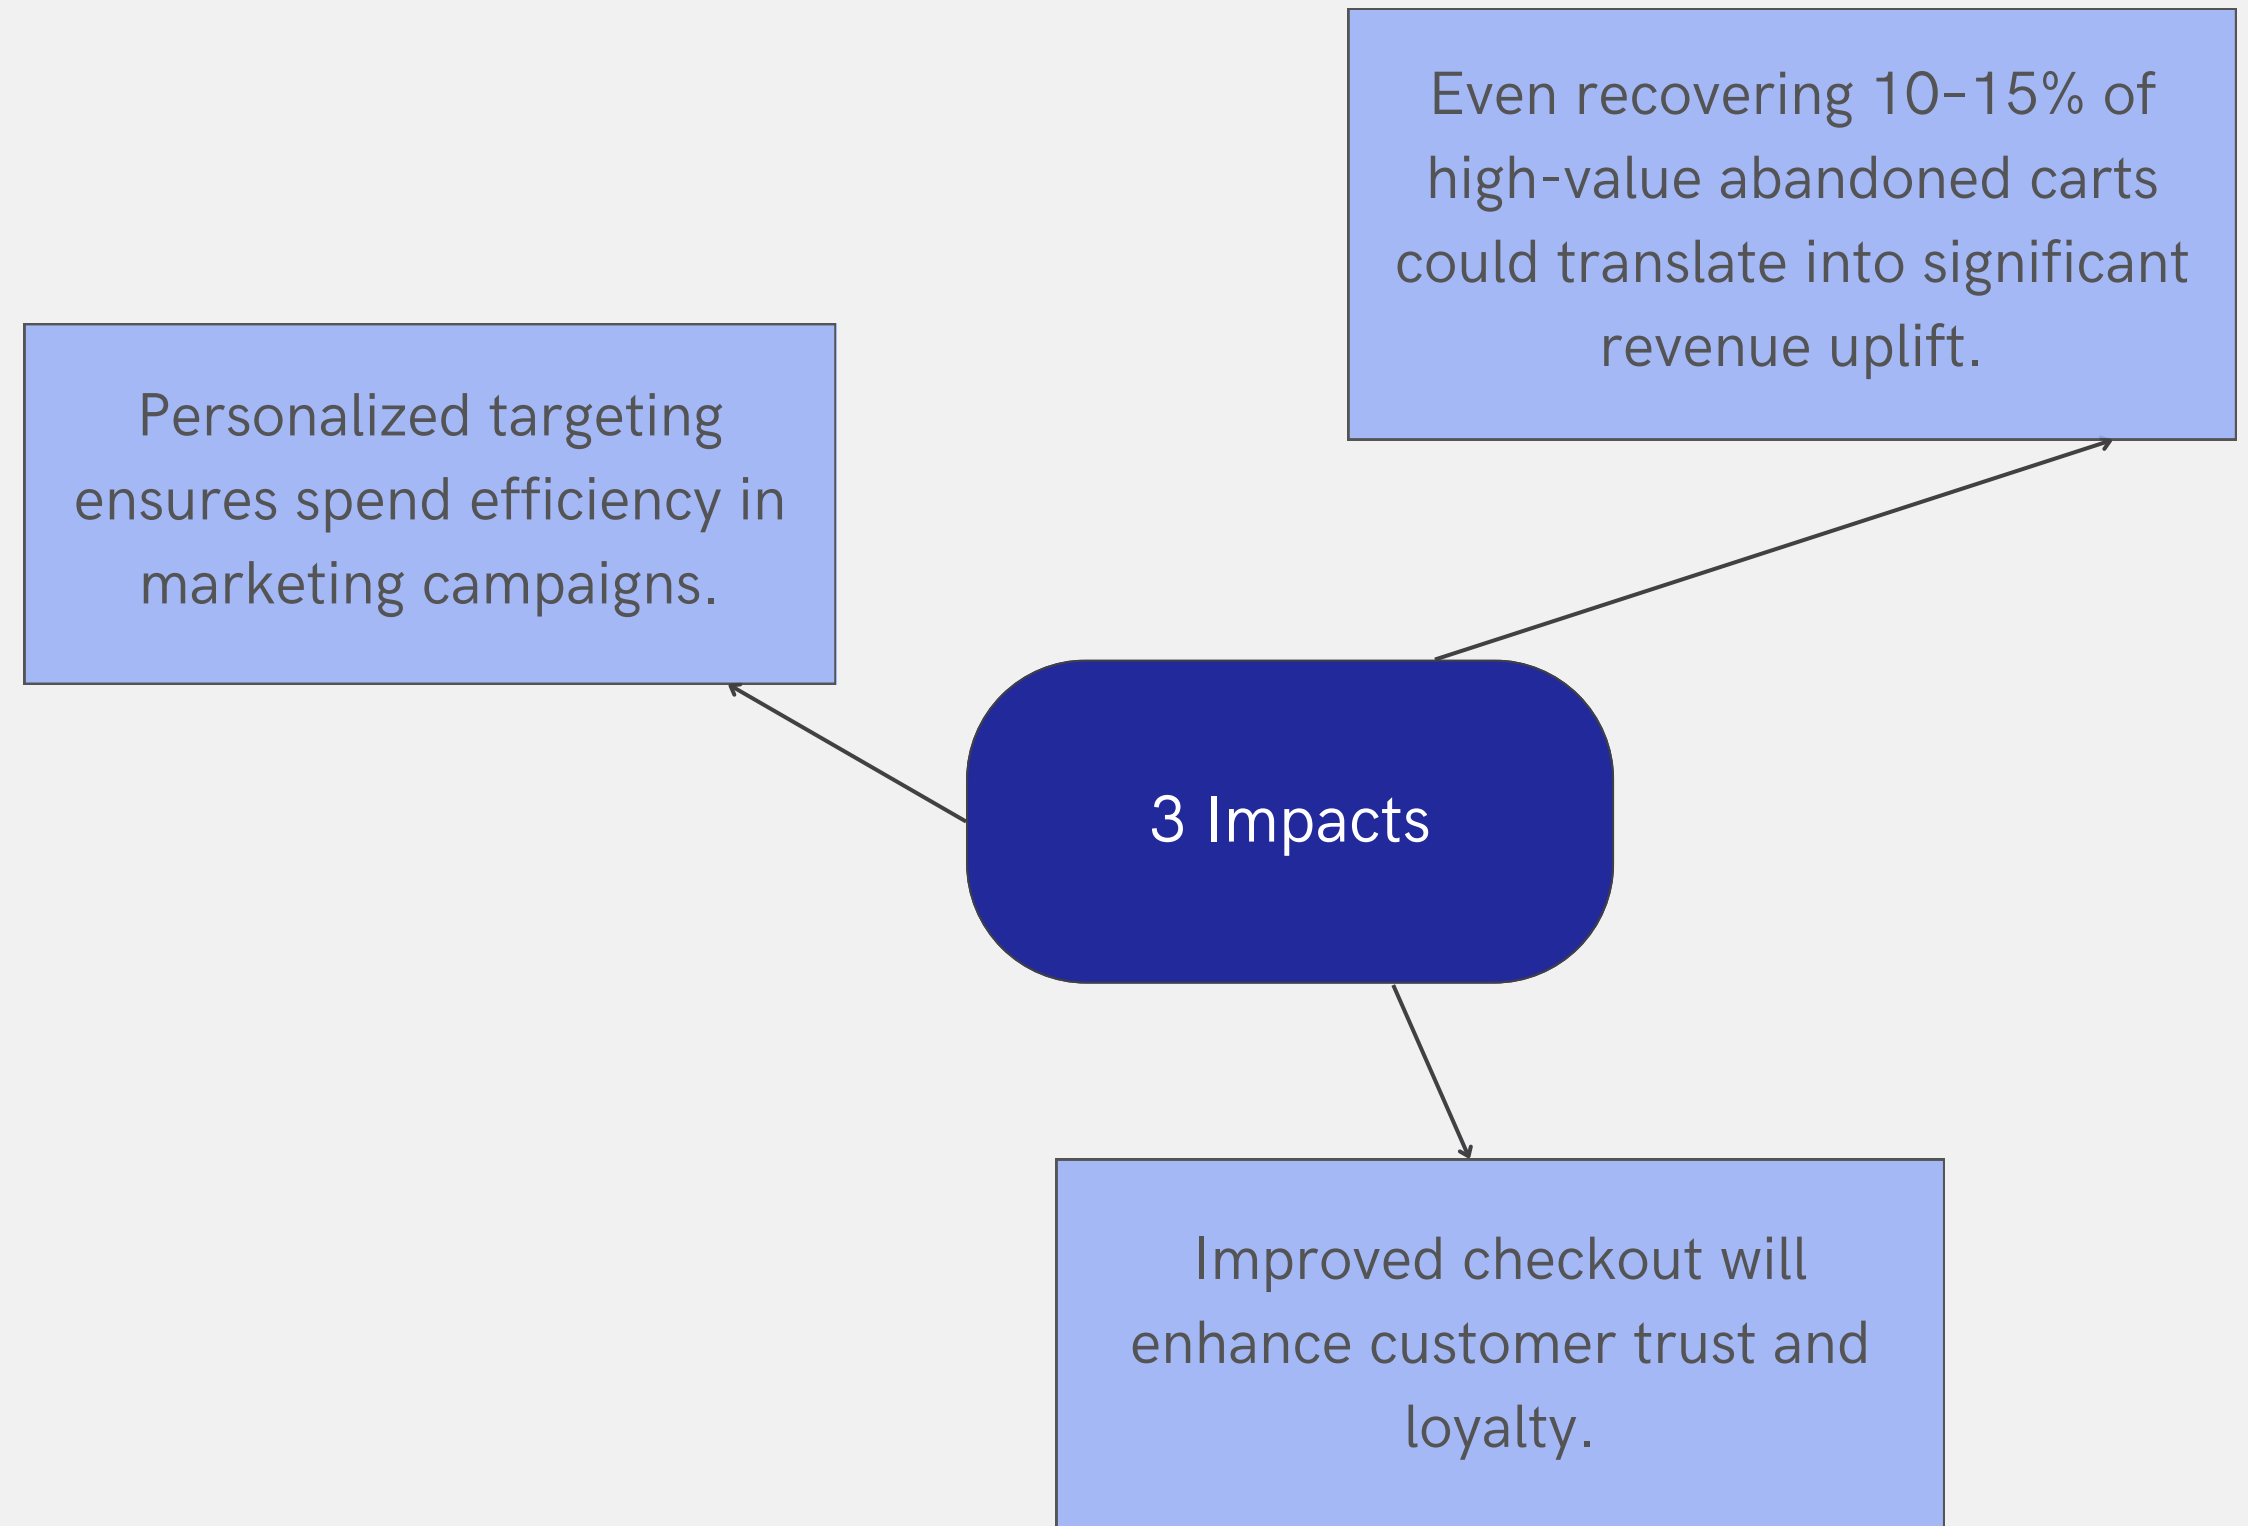 Even recovering 10–15% of
high-value abandoned carts
could translate into significant
revenue uplift.
Personalized targeting
ensures spend efficiency in
marketing campaigns.
3 Impacts
Improved checkout will
enhance customer trust and
loyalty.